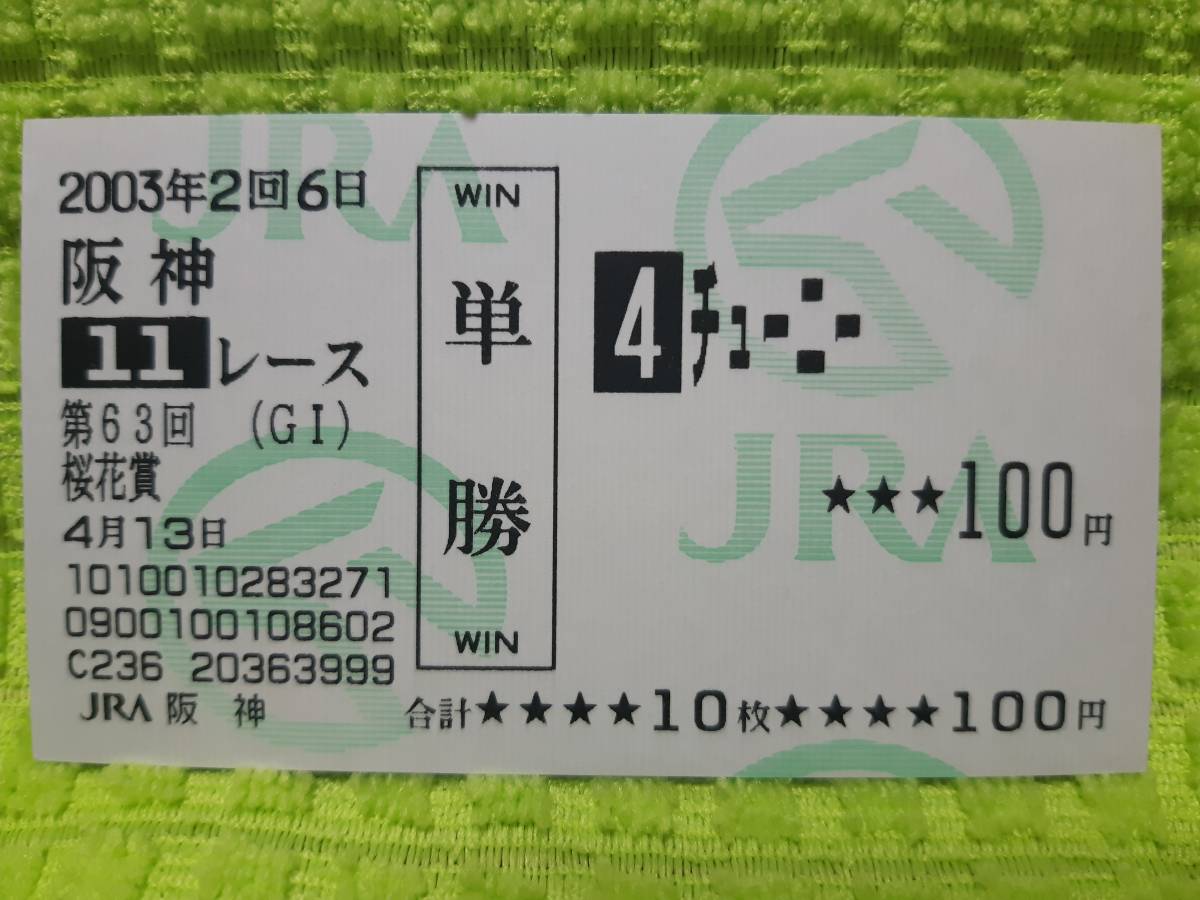 2003年2回6日
阪神
11レース
第63回 (GI)
桜花賞
4月13日
1010010283271
0900100108602
C236 20363999
JRA 阪 神
WIN
単勝
WIN
4 チューニー
★★★100円
合計★★★★10枚★★★★100円
JRA
JRA